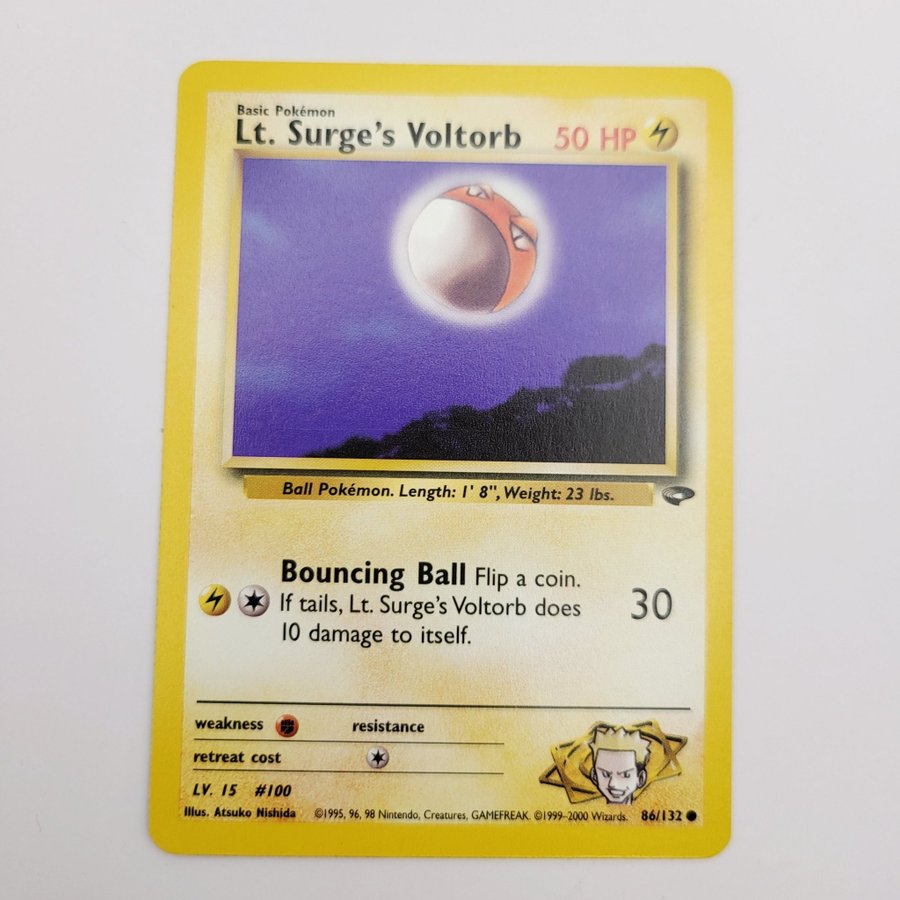 Basic Pokémon
Lt. Surge's Voltorb 50 HP
Ball Pokémon. Length: 1' 8", Weight: 23 lbs.
Bouncing Ball Flip a coin.
If tails, Lt. Surge's Voltorb does
10 damage to itself.
30
weakness resistance
retreat cost
LV. 15 #100
Illus. Atsuko Nishida ©1995, 96, 98 Nintendo, Creatures, GAMEFREAK. ©1999–2000 Wizards. 86/132